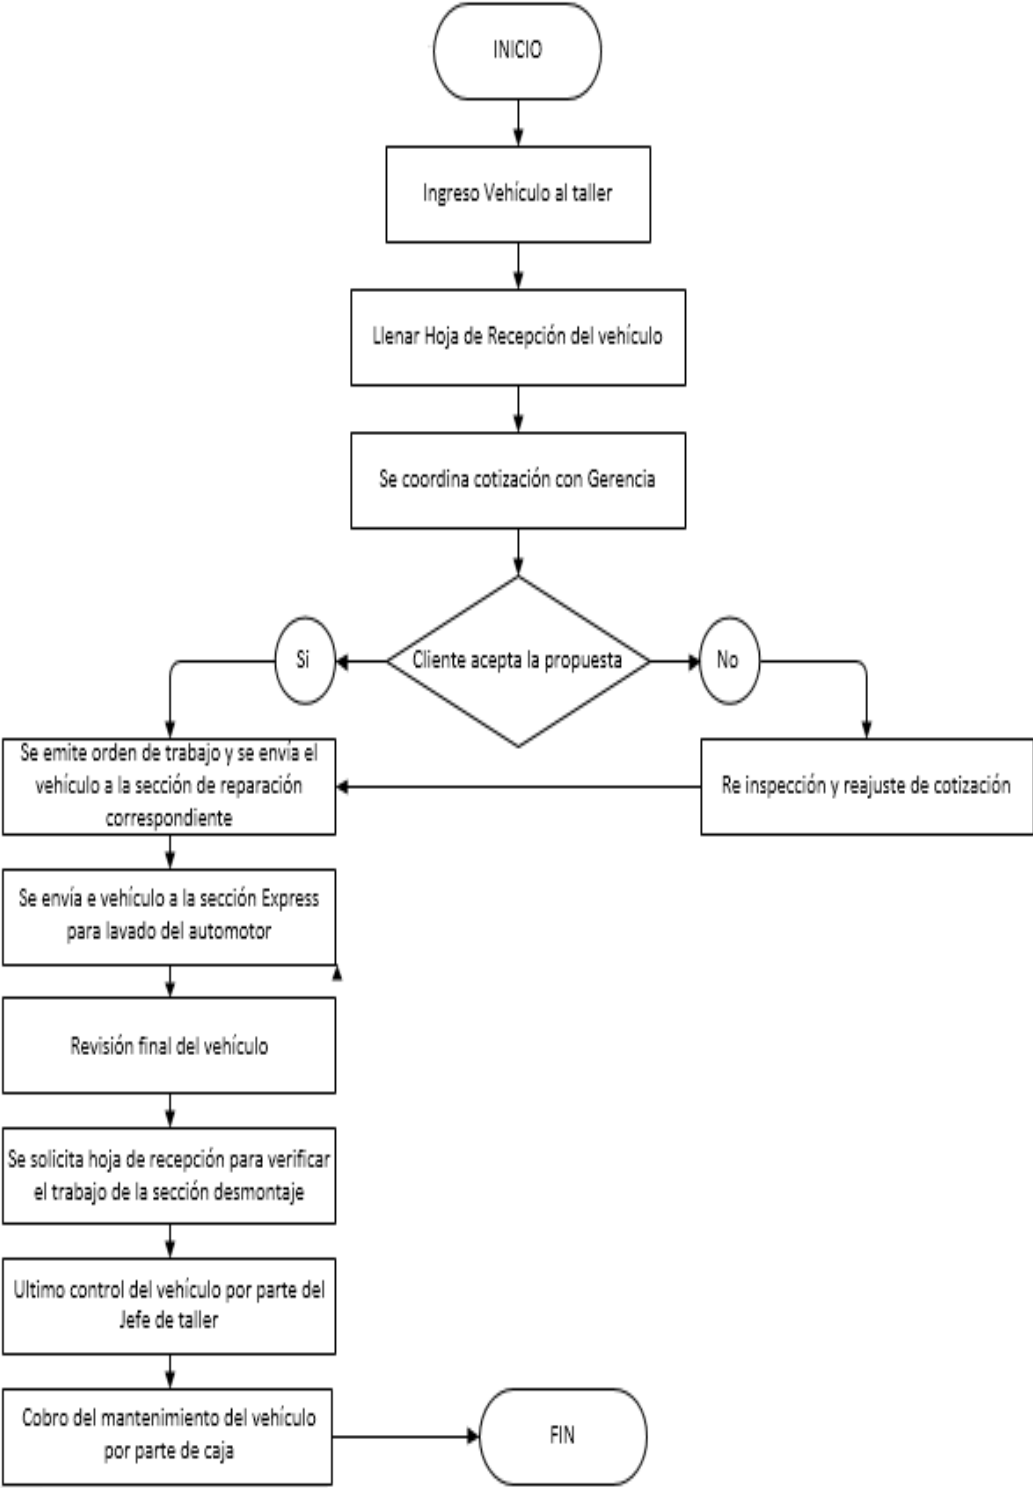 INICIO
Ingreso Vehículo al taller
Llenar Hoja de Recepción del vehículo
Se coordina cotización con Gerencia
Si
Cliente acepta la propuesta
No
Se emite orden de trabajo y se envía el
vehículo a la sección de reparación
correspondiente
Re inspección y reajuste de cotización
Se envía e vehículo a la sección Express
para lavado del automotor
Revisión final del vehículo
Se solicita hoja de recepción para verificar
el trabajo de la sección desmontaje
Ultimo control del vehículo por parte del
Jefe de taller
Cobro del mantenimiento del vehículo
por parte de caja
FIN